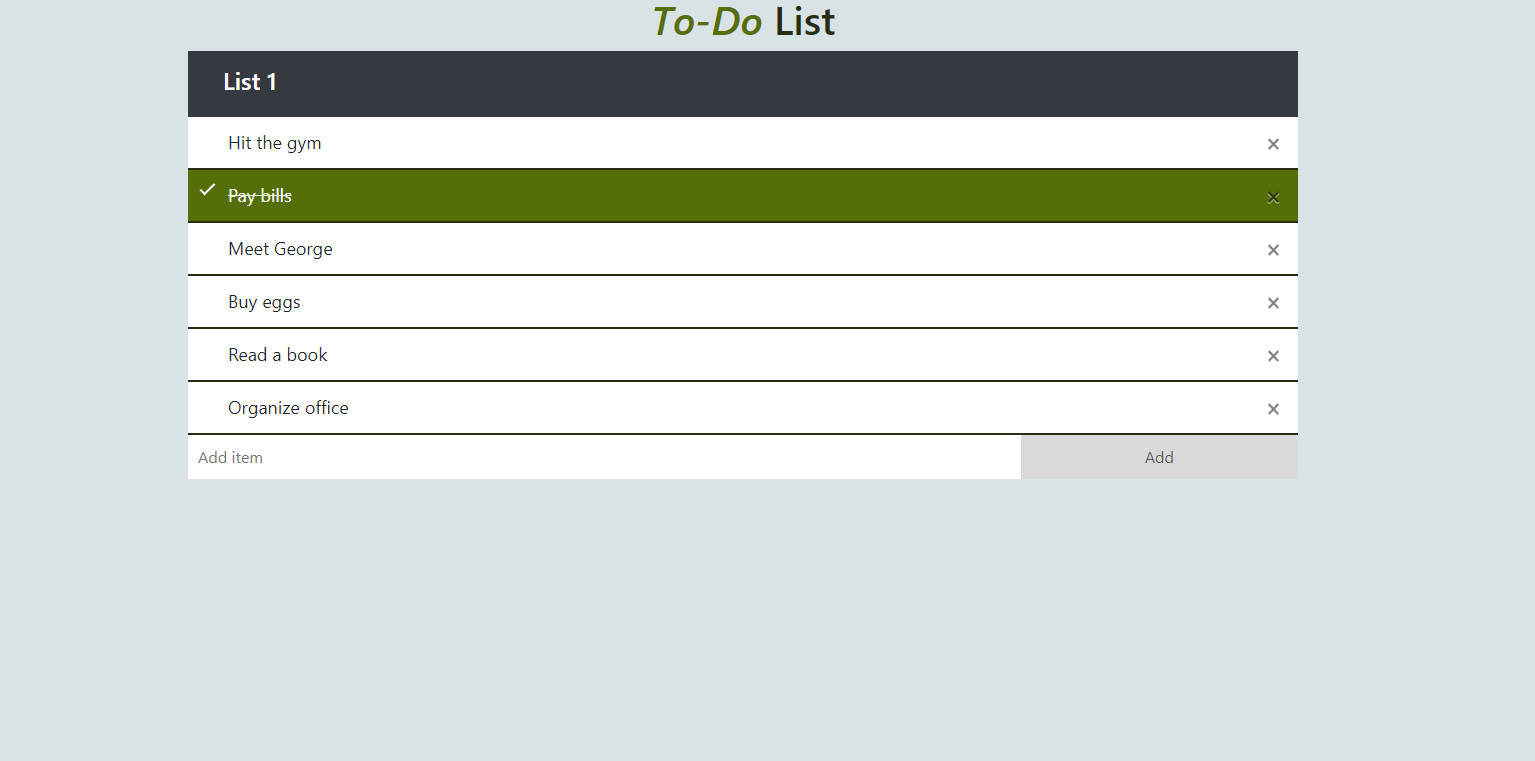 To-Do List
List 1
Hit the gym ×
Pay bills ×
Meet George ×
Buy eggs ×
Read a book ×
Organize office ×
Add item Add